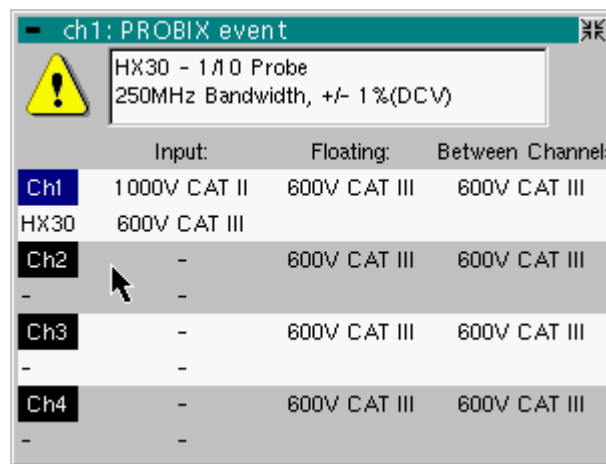 ch1: PROBIX event
HX30 - 1/10 Probe
250MHz Bandwidth, +/- 1%(DCV)
Input: Floating: Between Channel
Ch1 1000V CAT II 600V CAT III 600V CAT III
HX30 600V CAT III
Ch2 - 600V CAT III 600V CAT III
- -
Ch3 - 600V CAT III 600V CAT III
- -
Ch4 - 600V CAT III 600V CAT III
- -